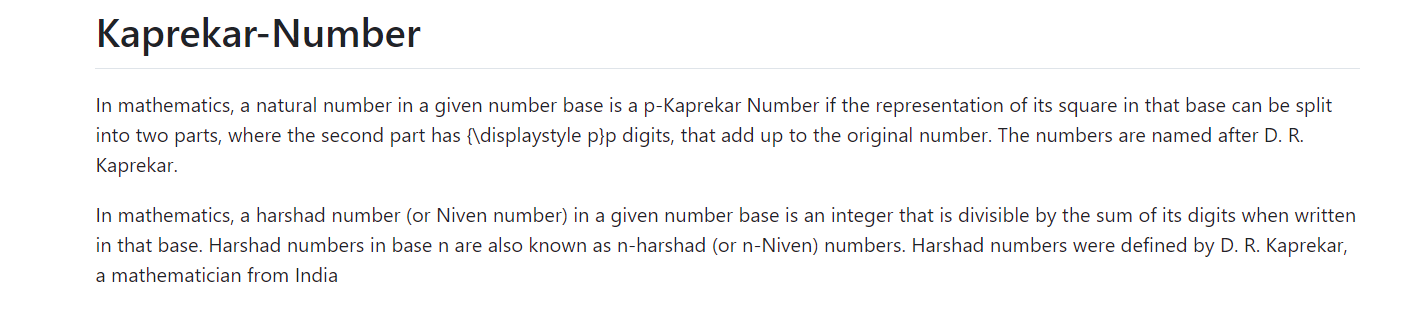 Kaprekar-Number
In mathematics, a natural number in a given number base is a p-Kaprekar Number if the representation of its square in that base can be split
into two parts, where the second part has {\displaystyle p}p digits, that add up to the original number. The numbers are named after D. R.
Kaprekar.
In mathematics, a harshad number (or Niven number) in a given number base is an integer that is divisible by the sum of its digits when written
in that base. Harshad numbers in base n are also known as n-harshad (or n-Niven) numbers. Harshad numbers were defined by D. R. Kaprekar,
a mathematician from India